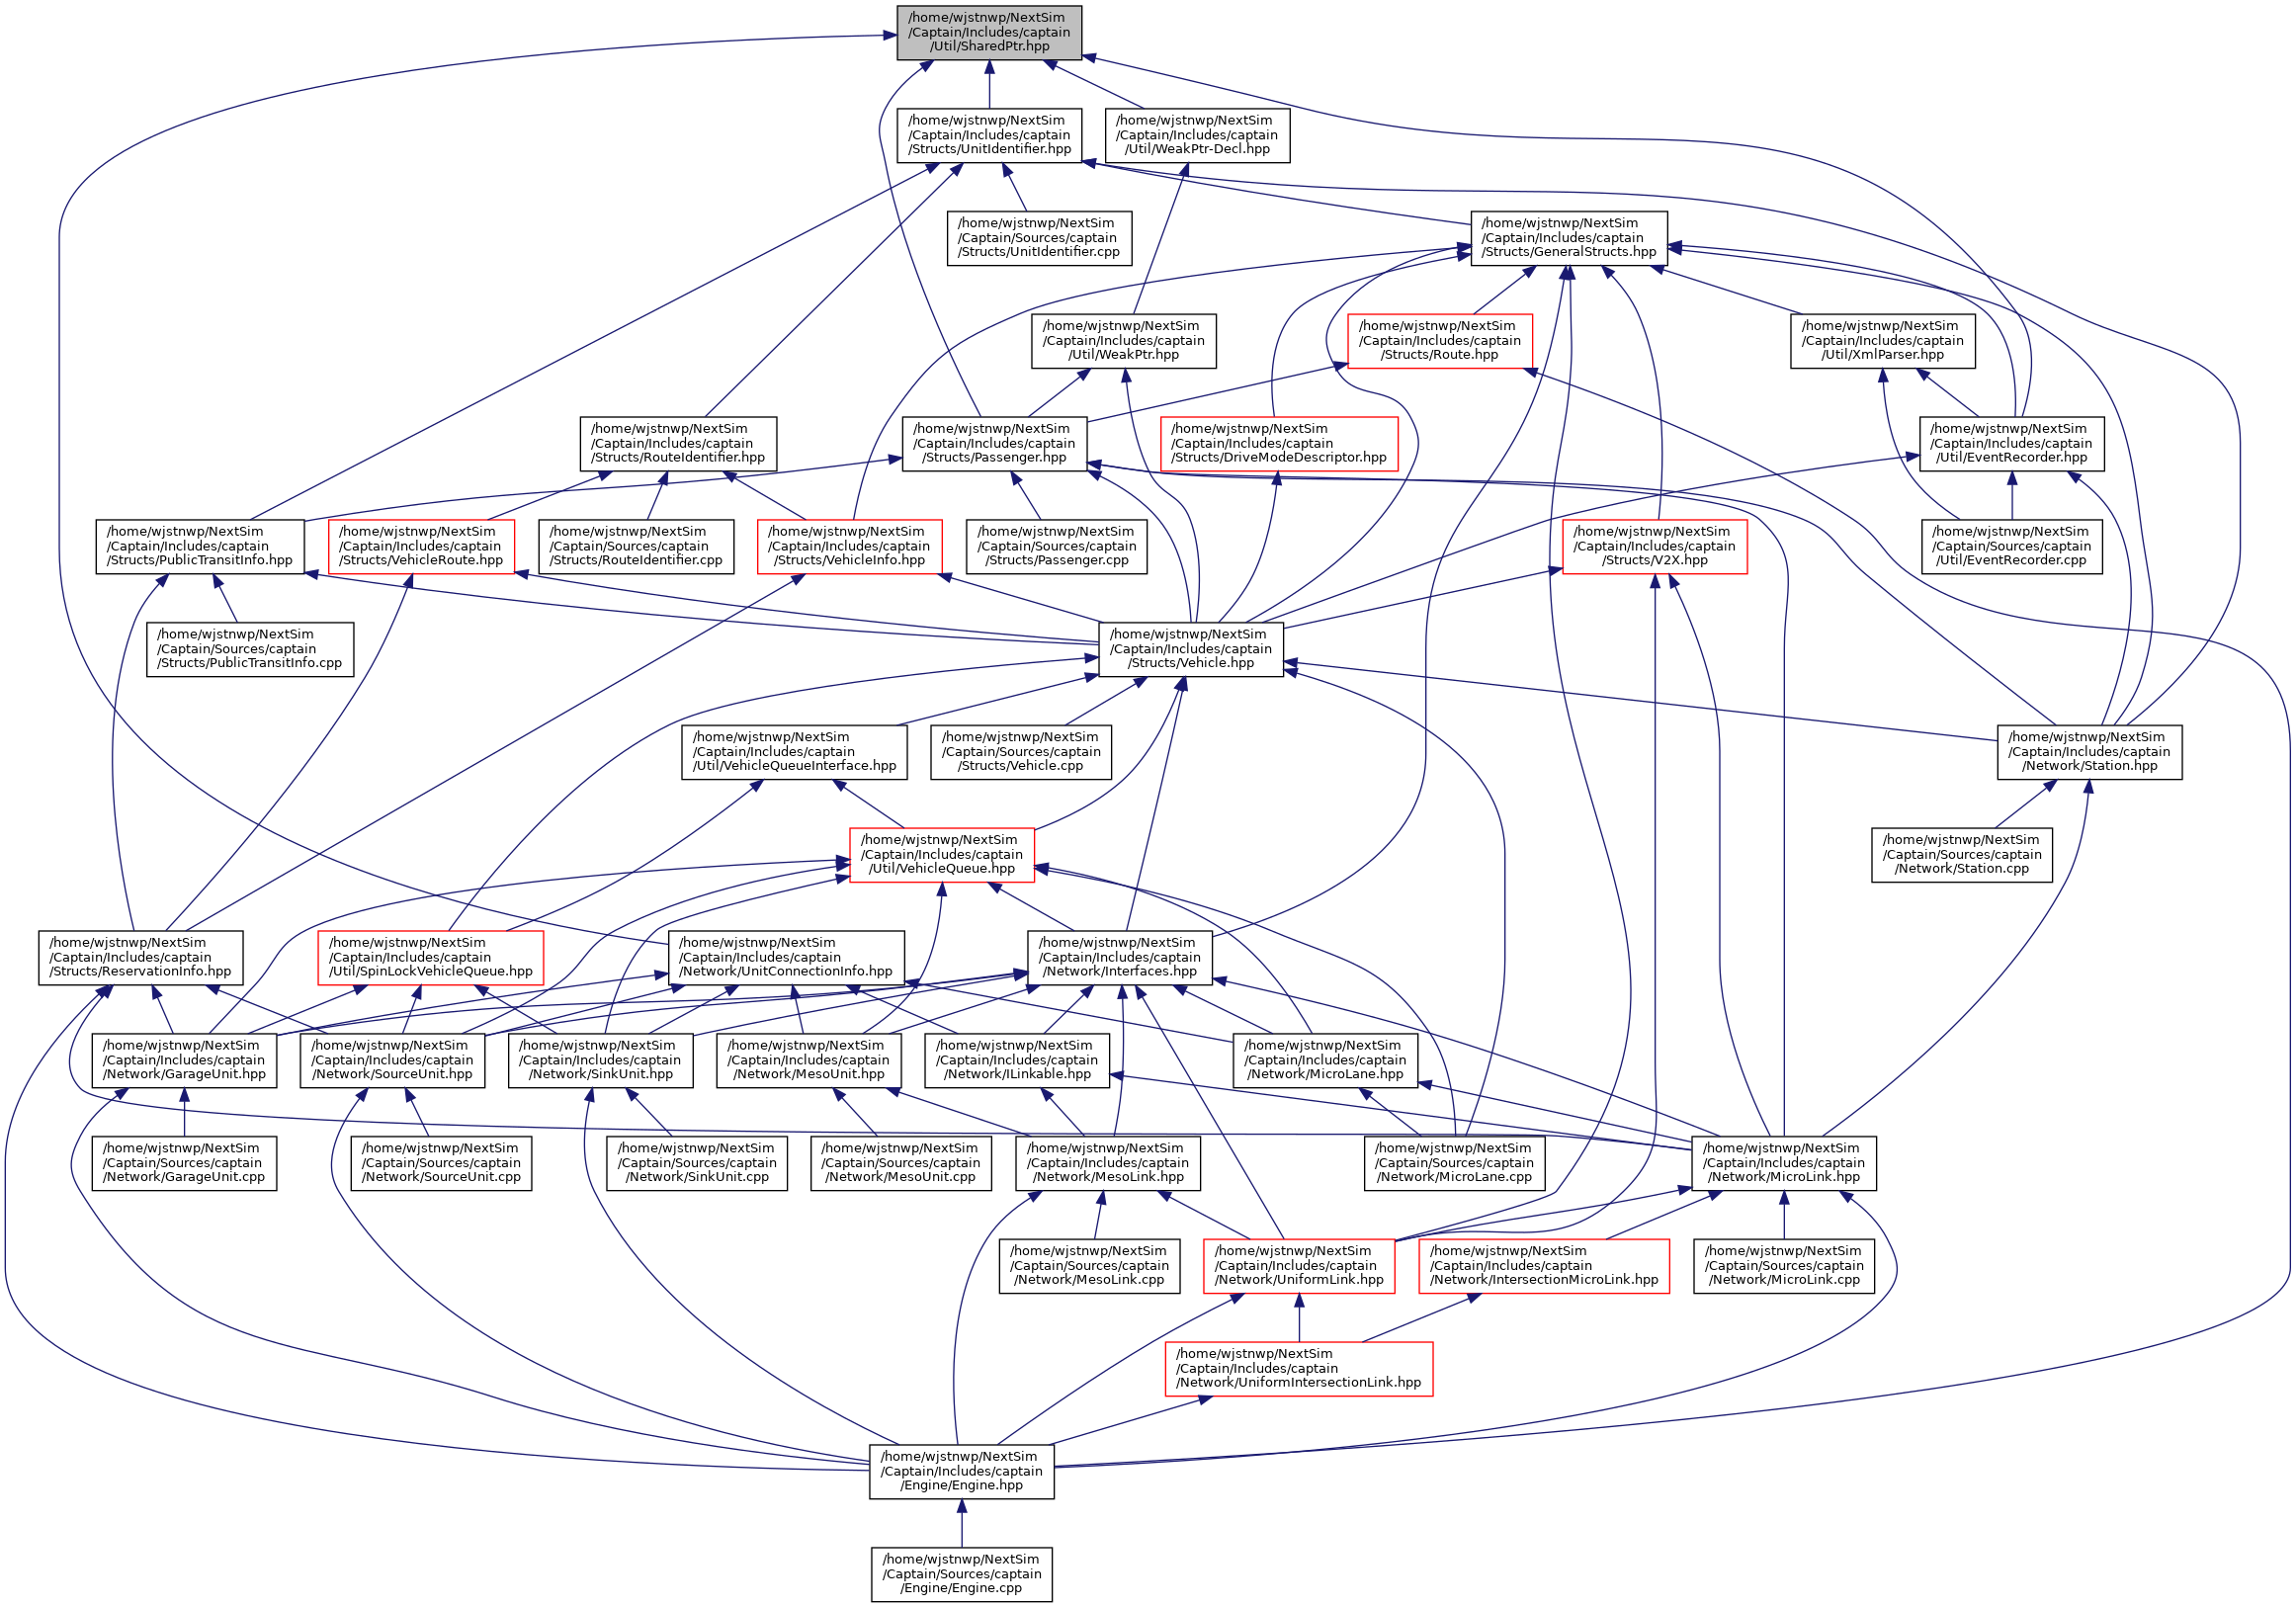 /home/wjstnwp/NextSim
/Captain/Includes/captain
/Util/SharedPtr.hpp
/home/wjstnwp/NextSim
/Captain/Includes/captain
/Structs/UnitIdentifier.hpp
/home/wjstnwp/NextSim
/Captain/Includes/captain
/Util/WeakPtr-Decl.hpp
/home/wjstnwp/NextSim
/Captain/Sources/captain
/Structs/UnitIdentifier.cpp
/home/wjstnwp/NextSim
/Captain/Includes/captain
/Structs/GeneralStructs.hpp
/home/wjstnwp/NextSim
/Captain/Includes/captain
/Util/WeakPtr.hpp
/home/wjstnwp/NextSim
/Captain/Includes/captain
/Structs/Route.hpp
/home/wjstnwp/NextSim
/Captain/Includes/captain
/Util/XmlParser.hpp
/home/wjstnwp/NextSim
/Captain/Includes/captain
/Structs/RouteIdentifier.hpp
/home/wjstnwp/NextSim
/Captain/Includes/captain
/Structs/Passenger.hpp
/home/wjstnwp/NextSim
/Captain/Includes/captain
/Structs/DriveModeDescriptor.hpp
/home/wjstnwp/NextSim
/Captain/Includes/captain
/Util/EventRecorder.hpp
/home/wjstnwp/NextSim
/Captain/Includes/captain
/Structs/PublicTransitInfo.hpp
/home/wjstnwp/NextSim
/Captain/Includes/captain
/Structs/VehicleRoute.hpp
/home/wjstnwp/NextSim
/Captain/Sources/captain
/Structs/RouteIdentifier.cpp
/home/wjstnwp/NextSim
/Captain/Includes/captain
/Structs/VehicleInfo.hpp
/home/wjstnwp/NextSim
/Captain/Sources/captain
/Structs/Passenger.cpp
/home/wjstnwp/NextSim
/Captain/Includes/captain
/Structs/V2X.hpp
/home/wjstnwp/NextSim
/Captain/Sources/captain
/Util/EventRecorder.cpp
/home/wjstnwp/NextSim
/Captain/Sources/captain
/Structs/PublicTransitInfo.cpp
/home/wjstnwp/NextSim
/Captain/Includes/captain
/Structs/Vehicle.hpp
/home/wjstnwp/NextSim
/Captain/Includes/captain
/Util/VehicleQueueInterface.hpp
/home/wjstnwp/NextSim
/Captain/Sources/captain
/Structs/Vehicle.cpp
/home/wjstnwp/NextSim
/Captain/Includes/captain
/Network/Station.hpp
/home/wjstnwp/NextSim
/Captain/Includes/captain
/Util/VehicleQueue.hpp
/home/wjstnwp/NextSim
/Captain/Sources/captain
/Network/Station.cpp
/home/wjstnwp/NextSim
/Captain/Includes/captain
/Structs/ReservationInfo.hpp
/home/wjstnwp/NextSim
/Captain/Includes/captain
/Util/SpinLockVehicleQueue.hpp
/home/wjstnwp/NextSim
/Captain/Includes/captain
/Network/UnitConnectionInfo.hpp
/home/wjstnwp/NextSim
/Captain/Includes/captain
/Network/Interfaces.hpp
/home/wjstnwp/NextSim
/Captain/Includes/captain
/Network/GarageUnit.hpp
/home/wjstnwp/NextSim
/Captain/Includes/captain
/Network/SourceUnit.hpp
/home/wjstnwp/NextSim
/Captain/Includes/captain
/Network/SinkUnit.hpp
/home/wjstnwp/NextSim
/Captain/Includes/captain
/Network/MesoUnit.hpp
/home/wjstnwp/NextSim
/Captain/Includes/captain
/Network/ILinkable.hpp
/home/wjstnwp/NextSim
/Captain/Includes/captain
/Network/MicroLane.hpp
/home/wjstnwp/NextSim
/Captain/Sources/captain
/Network/GarageUnit.cpp
/home/wjstnwp/NextSim
/Captain/Sources/captain
/Network/SourceUnit.cpp
/home/wjstnwp/NextSim
/Captain/Sources/captain
/Network/SinkUnit.cpp
/home/wjstnwp/NextSim
/Captain/Sources/captain
/Network/MesoUnit.cpp
/home/wjstnwp/NextSim
/Captain/Includes/captain
/Network/MesoLink.hpp
/home/wjstnwp/NextSim
/Captain/Sources/captain
/Network/MicroLane.cpp
/home/wjstnwp/NextSim
/Captain/Includes/captain
/Network/MicroLink.hpp
/home/wjstnwp/NextSim
/Captain/Sources/captain
/Network/MesoLink.cpp
/home/wjstnwp/NextSim
/Captain/Includes/captain
/Network/UniformLink.hpp
/home/wjstnwp/NextSim
/Captain/Includes/captain
/Network/IntersectionMicroLink.hpp
/home/wjstnwp/NextSim
/Captain/Sources/captain
/Network/MicroLink.cpp
/home/wjstnwp/NextSim
/Captain/Includes/captain
/Network/UniformIntersectionLink.hpp
/home/wjstnwp/NextSim
/Captain/Includes/captain
/Engine/Engine.hpp
/home/wjstnwp/NextSim
/Captain/Sources/captain
/Engine/Engine.cpp